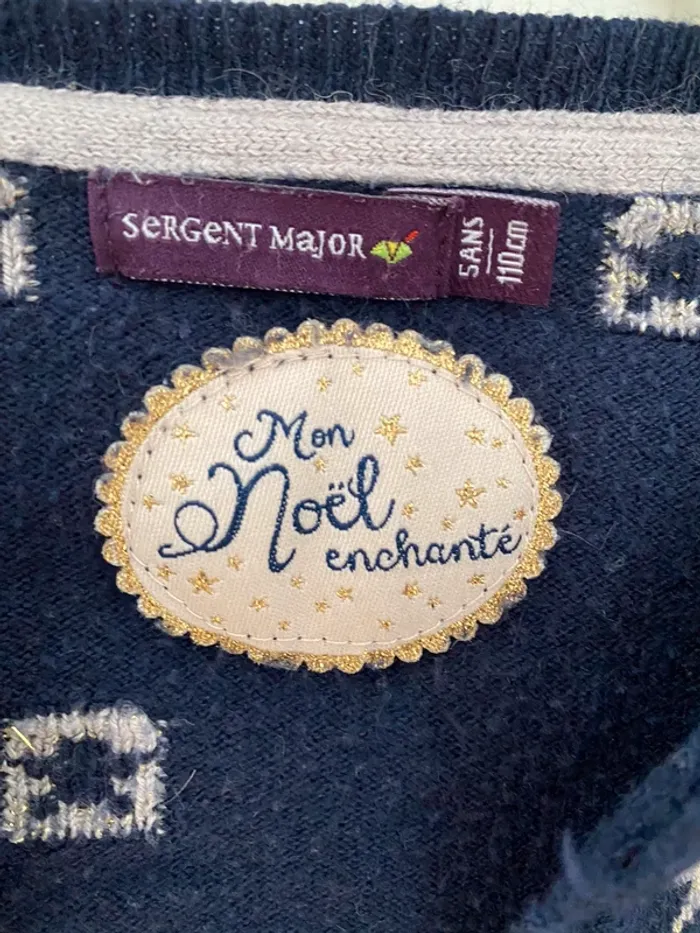 SERGENT MAJOR
5ANS
110cm
Mon
Noël
enchanté